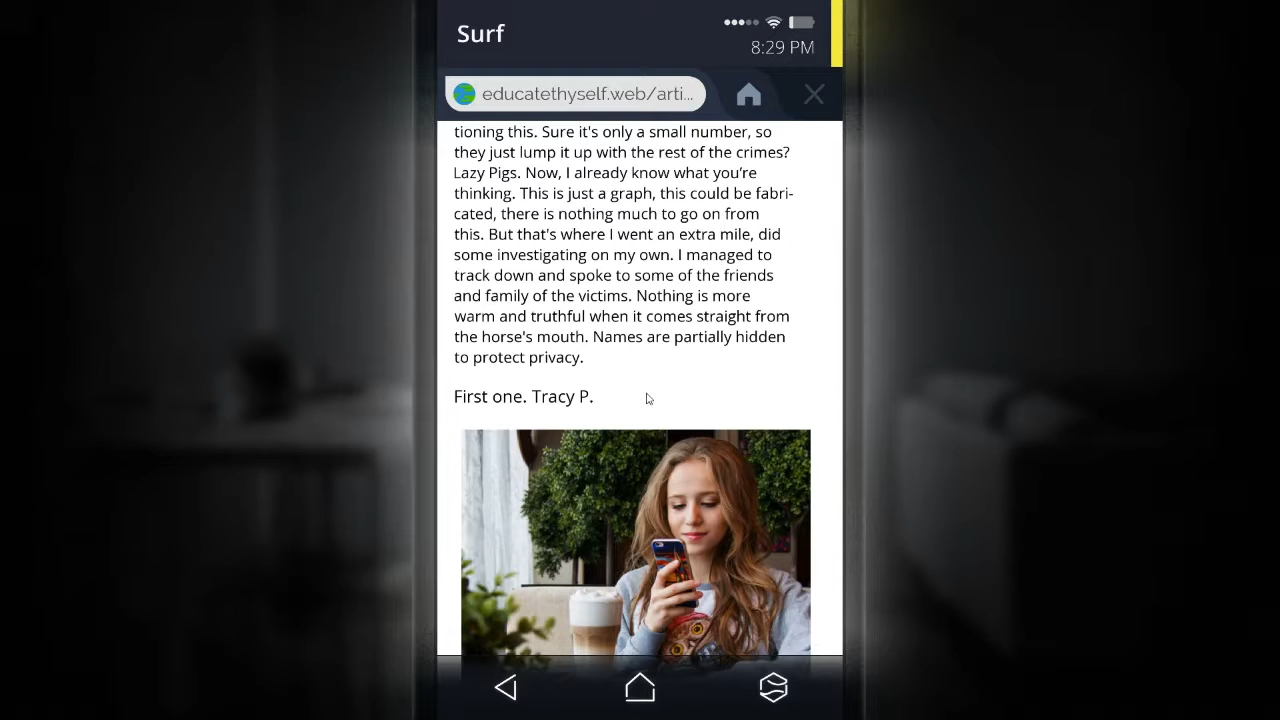 Surf
8:29 PM
educatethyself.web/arti...
tioning this. Sure it's only a small number, so
they just lump it up with the rest of the crimes?
Lazy Pigs. Now, I already know what you're
thinking. This is just a graph, this could be fabri-
cated, there is nothing much to go on from
this. But that's where I went an extra mile, did
some investigating on my own. I managed to
track down and spoke to some of the friends
and family of the victims. Nothing is more
warm and truthful when it comes straight from
the horse's mouth. Names are partially hidden
to protect privacy.
First one. Tracy P.